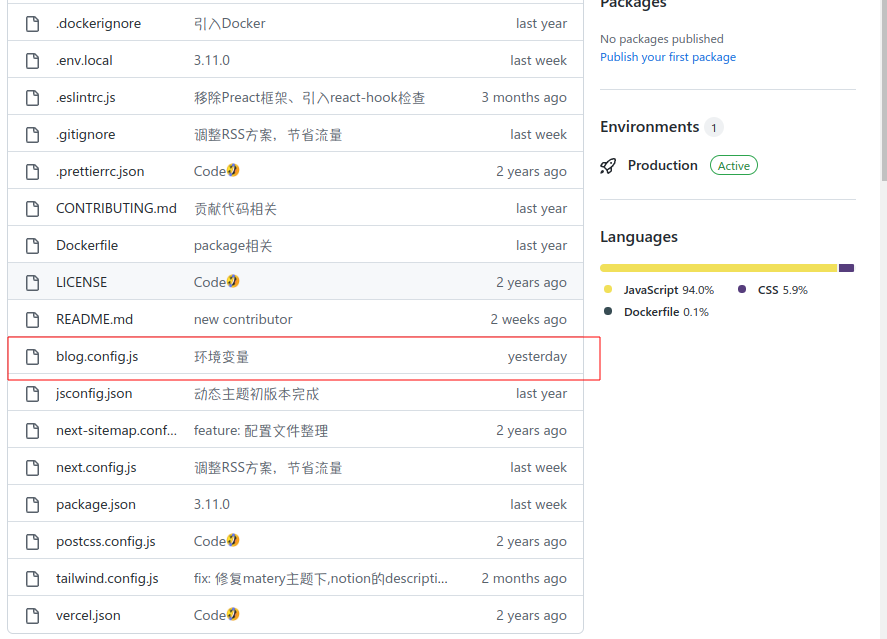 .dockerignore 引入Docker last year
.env.local 3.11.0 last week
.eslintrc.js 移除Preact框架、引入react-hook检查 3 months ago
.gitignore 调整RSS方案，节省流量 last week
.prettierrc.json Code🤣 2 years ago
CONTRIBUTING.md 贡献代码相关 last year
Dockerfile package相关 last year
LICENSE Code🤣 2 years ago
README.md new contributor 2 weeks ago
blog.config.js 环境变量 yesterday
jsconfig.json 动态主题初版本完成 last year
next-sitemap.conf... feature: 配置文件整理 2 years ago
next.config.js 调整RSS方案，节省流量 last week
package.json 3.11.0 last week
postcss.config.js Code🤣 2 years ago
tailwind.config.js fix: 修复matery主题下,notion的descripti... 2 months ago
vercel.json Code🤣 2 years ago
Packages
No packages published
Publish your first package
Environments 1
Production Active
Languages
JavaScript 94.0% CSS 5.9%
Dockerfile 0.1%